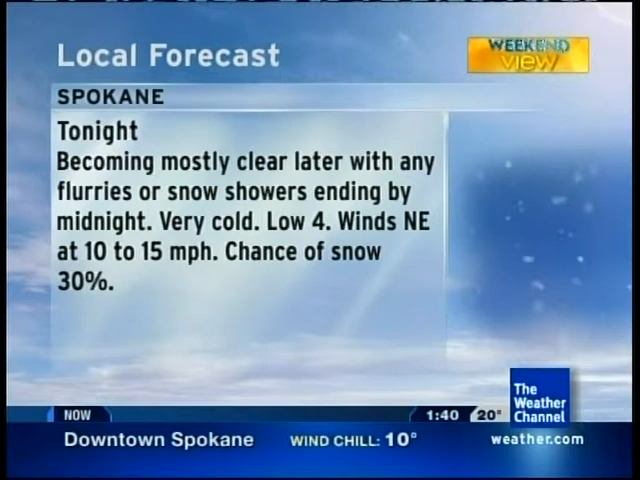 Local Forecast
WEEKEND
view
SPOKANE
Tonight
Becoming mostly clear later with any
flurries or snow showers ending by
midnight. Very cold. Low 4. Winds NE
at 10 to 15 mph. Chance of snow
30%.
The
Weather
Channel
NOW
1:40 20°
Downtown Spokane WIND CHILL: 10° weather.com